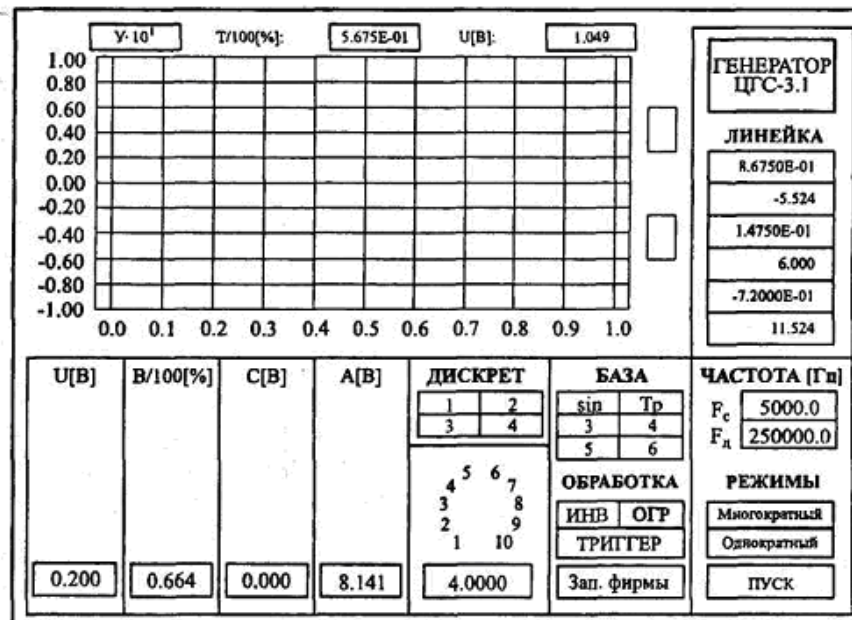 У· 10¹ T/100[%]: 5.675E-01 U[B]: 1.049
1.00
0.80
0.60
0.40
0.20
0.00
-0.20
-0.40
-0.60
-0.80
-1.00
0.0 0.1 0.2 0.3 0.4 0.5 0.6 0.7 0.8 0.9 1.0
ГЕНЕРАТОР
ЦГС-3.1
ЛИНЕЙКА
8.6750E-01
-5.524
1.4750E-01
6.000
-7.2000E-01
11.524
U[B] B/100[%] C[B] A[B]
0.200 0.664 0.000 8.141
ДИСКРЕТ
1 2
3 4
5 6
4 7
3 8
2 9
1 10
4.0000
БАЗА
sin Тр
3 4
5 6
ОБРАБОТКА
ИНВ ОГР
ТРИГГЕР
Зап. фирмы
ЧАСТОТА [Гц]
Fс 5000.0
Fд 250000.0
РЕЖИМЫ
Многократный
Однократный
ПУСК